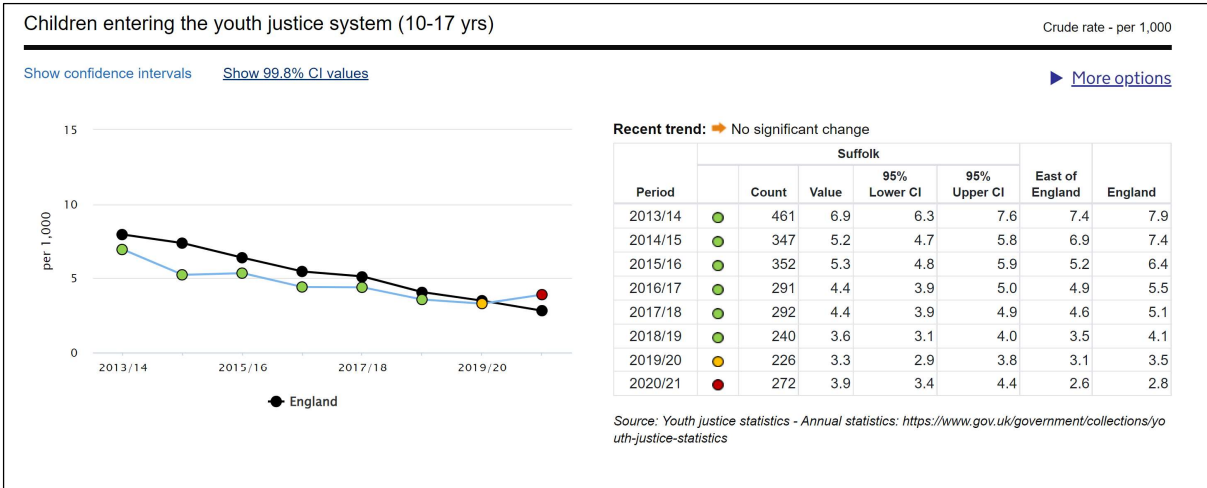 Children entering the youth justice system (10-17 yrs)
Crude rate - per 1,000
Show confidence intervals Show 99.8% CI values
More options
15
10
5
0
per 1,000
2013/14 2015/16 2017/18 2019/20
England
Recent trend: No significant change
Suffolk
Period Count Value 95% Lower CI 95% Upper CI East of England England
2013/14 461 6.9 6.3 7.6 7.4 7.9
2014/15 347 5.2 4.7 5.8 6.9 7.4
2015/16 352 5.3 4.8 5.9 5.2 6.4
2016/17 291 4.4 3.9 5.0 4.9 5.5
2017/18 292 4.4 3.9 4.9 4.6 5.1
2018/19 240 3.6 3.1 4.0 3.5 4.1
2019/20 226 3.3 2.9 3.8 3.1 3.5
2020/21 272 3.9 3.4 4.4 2.6 2.8
Source: Youth justice statistics - Annual statistics: https://www.gov.uk/government/collections/yo
uth-justice-statistics